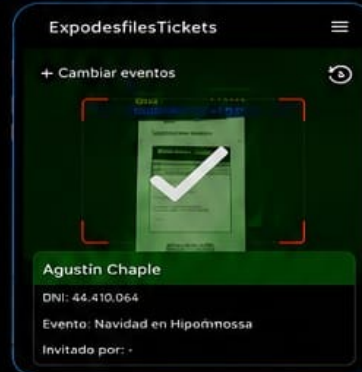 ExpodesfilesTickets
+ Cambiar eventos
Agustín Chaple
DNI: 44.410.064
Evento: Navidad en Hipomnossa
Invitado por: -